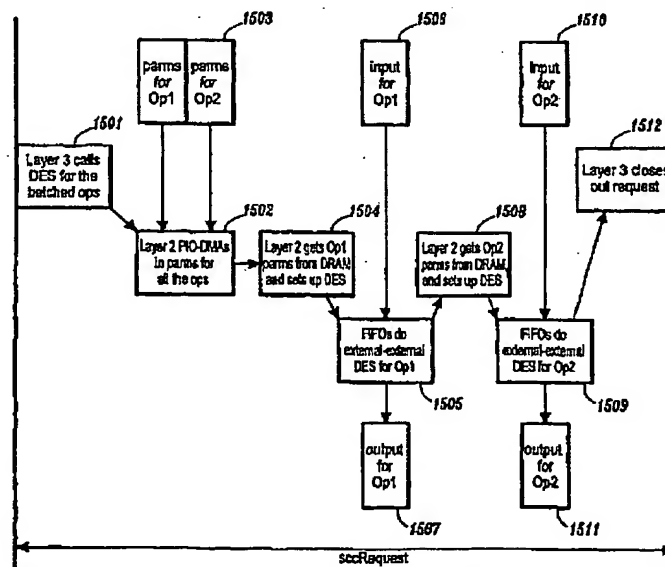 1503
1506
1510
parms
for
Op1
parms
for
Op2
input
for
Op1
input
for
Op2
1501
1512
Layer 3 calls
DES for the
batched ops
Layer 3 closes
out request
1502
1504
1508
Layer 2 PIO-DMAs
in parms for
all the ops
Layer 2 gets Op1
parms from DRAM
and sets up DES
Layer 2 gets Op2
parms from DRAM,
and sets up DES
FIFOs do
external-external
DES for Op1
FIFOs do
external-external
DES for Op2
1505
1509
output
for
Op1
output
for
Op2
1507
1511
sccRequest